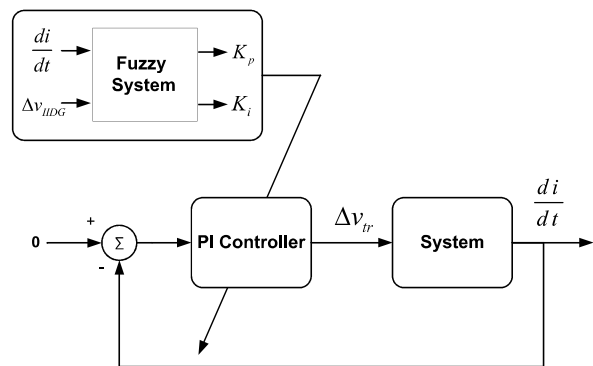 di
dt
Δv_IIDG
Fuzzy
System
K_p
K_i
0
+
-
Σ
PI Controller
Δv_tr
System
di
dt